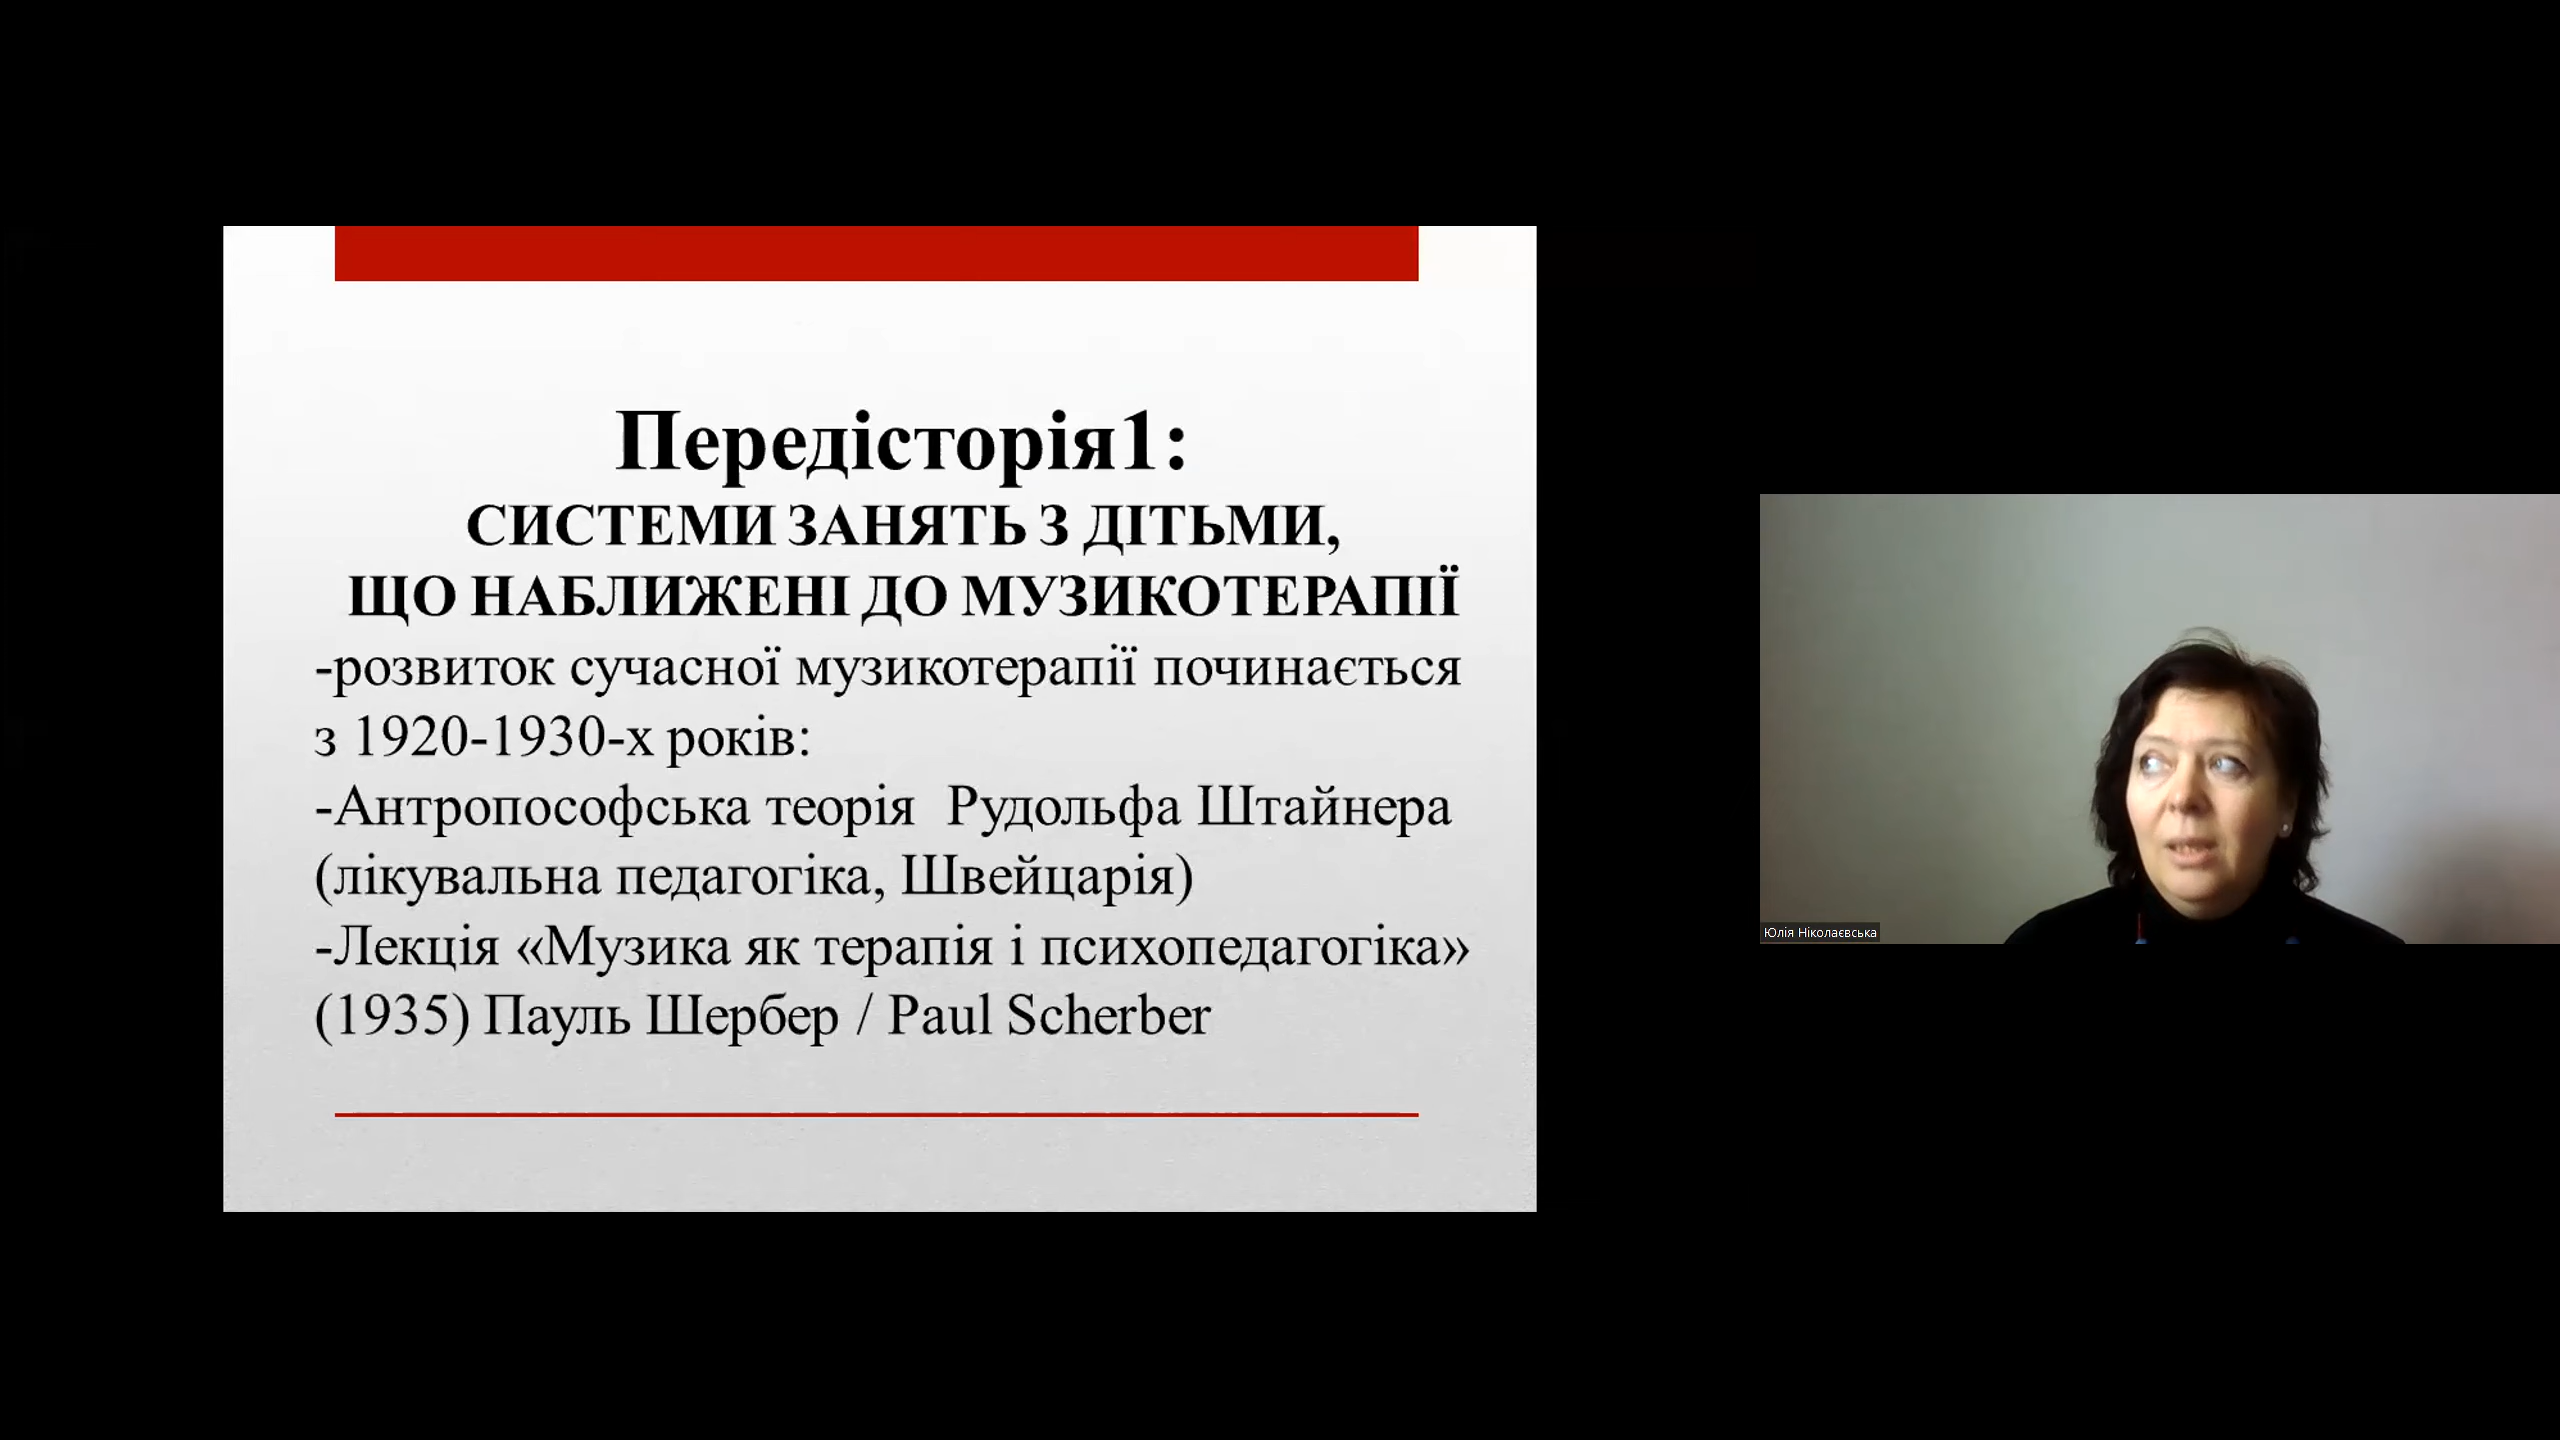 Передісторія1:
СИСТЕМИ ЗАНЯТЬ З ДІТЬМИ,
ЩО НАБЛИЖЕНІ ДО МУЗИКОТЕРАПІЇ
-розвиток сучасної музикотерапії починається
з 1920-1930-х років:
-Антропософська теорія  Рудольфа Штайнера
(лікувальна педагогіка, Швейцарія)
-Лекція «Музика як терапія і психопедагогіка»
(1935) Пауль Шербер / Paul Scherber
Юлія Ніколаєвська